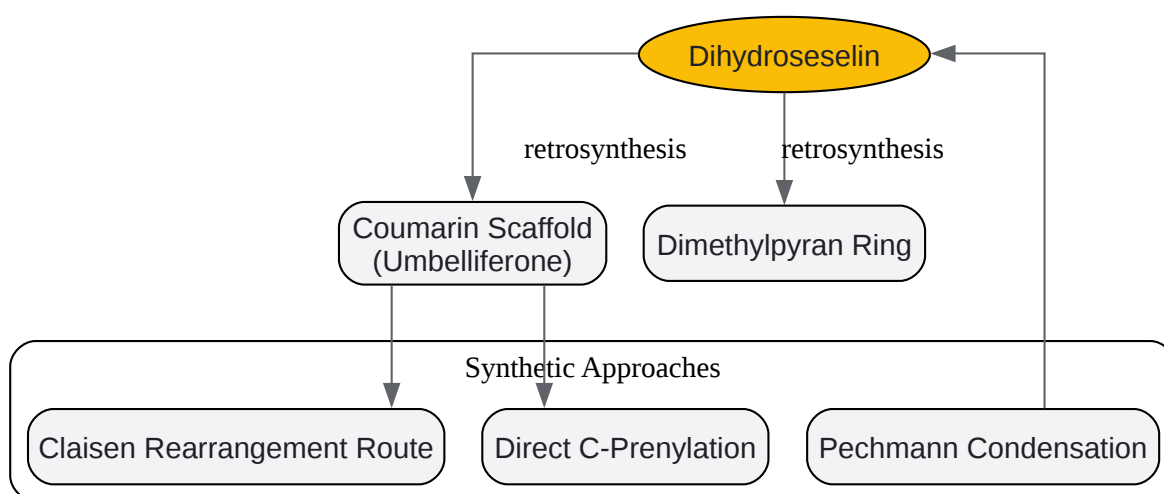 Dihydroseselin
retrosynthesis
retrosynthesis
Coumarin Scaffold
(Umbelliferone)
Dimethylpyran Ring
Synthetic Approaches
Claisen Rearrangement Route
Direct C-Prenylation
Pechmann Condensation